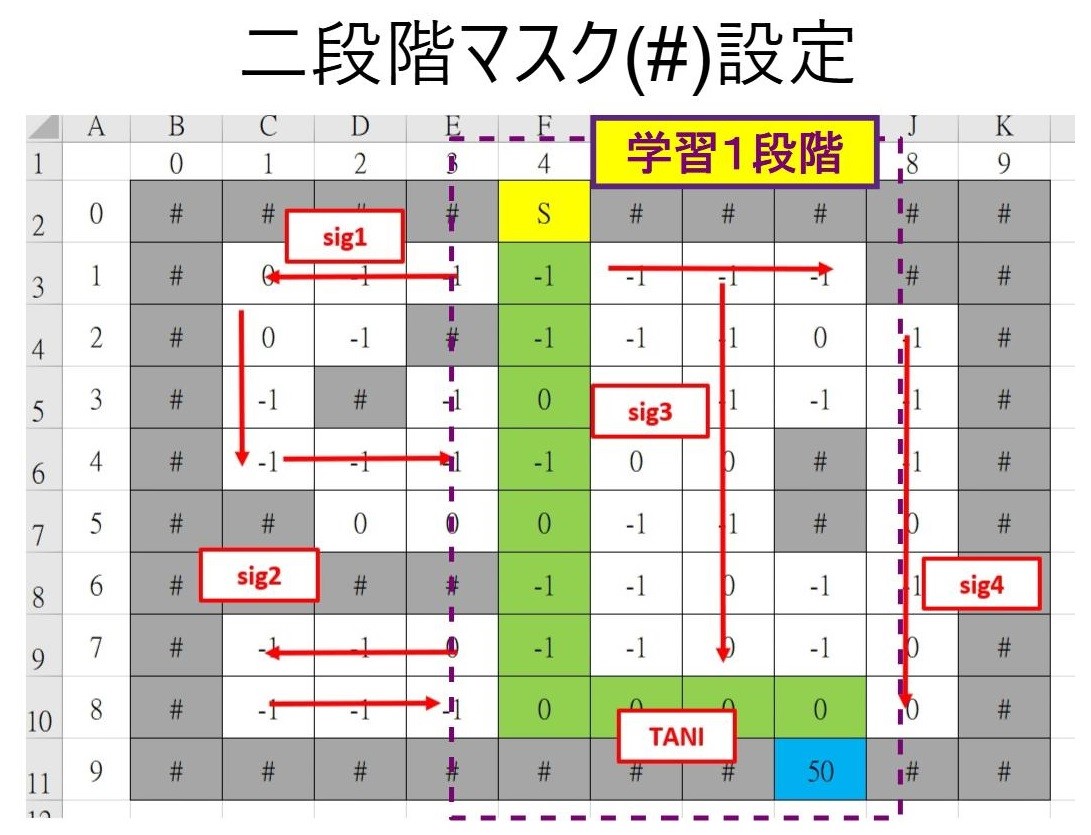 二段階マスク(#)設定
A B C D E F J K
学習1段階
1 0 1 2 3 4 8 9
2 0 # # # # S # # # # #
sig1
3 1 # 0 -1 -1 -1 -1 -1 -1 # #
4 2 # 0 -1 # -1 -1 -1 0 -1 #
5 3 # -1 # -1 0 -1 -1 -1 #
sig3
6 4 # -1 -1 -1 -1 0 0 # -1 #
7 5 # # 0 0 0 -1 -1 # 0 #
8 6 # # # -1 -1 0 -1 -1
sig2
sig4
9 7 # -1 -1 0 -1 -1 0 -1 0 #
10 8 # -1 -1 -1 0 0 0 0 0 #
TANI
11 9 # # # # # # # 50 # #